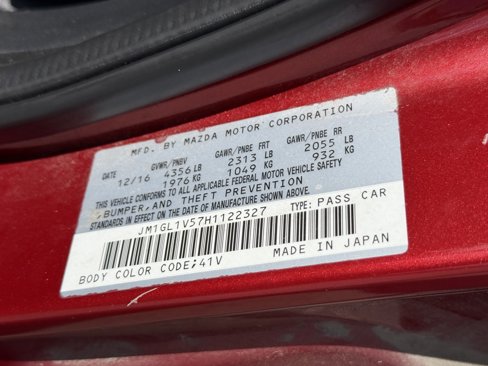 MFD. BY MAZDA MOTOR CORPORATION
DATE GVWR/PNBV GAWR/PNBE FRT GAWR/PNBE RR
12/16 4356 LB 2313 LB 2055 LB
1976 KG 1049 KG 932 KG
THIS VEHICLE CONFORMS TO ALL APPLICABLE FEDERAL MOTOR VEHICLE SAFETY
BUMPER, AND THEFT PREVENTION
STANDARDS IN EFFECT ON THE DATE OF MANUFACTURE SHOWN ABOVE.
JM1GL1V57H1122327 TYPE: PASS CAR
MADE IN JAPAN
BODY COLOR CODE;41V